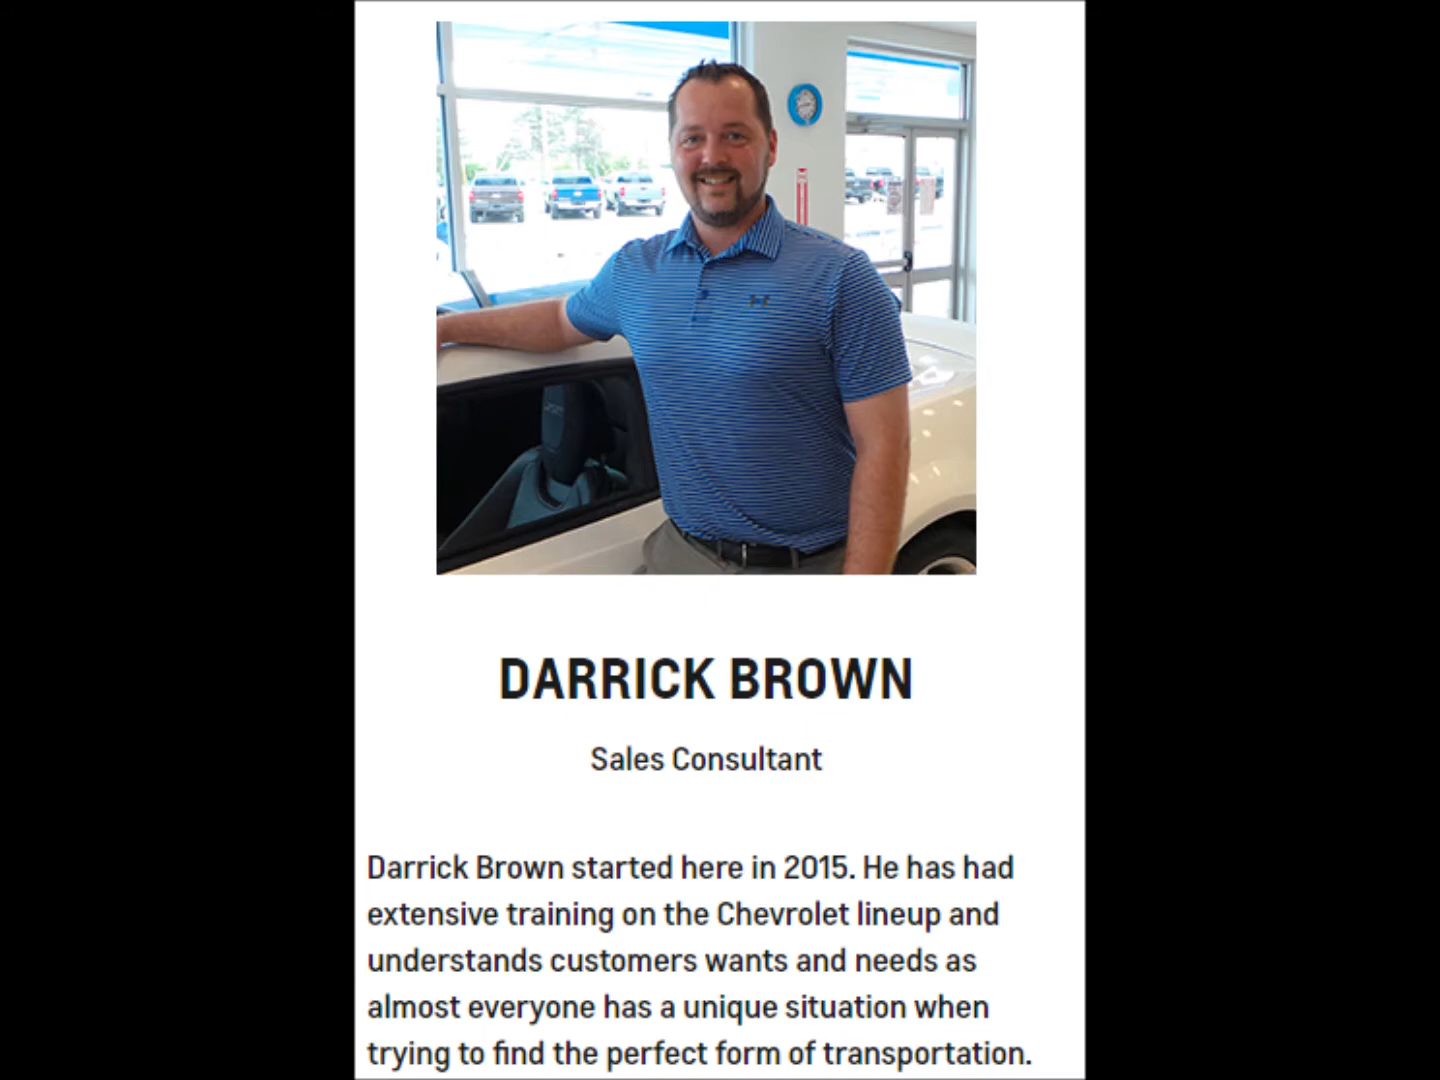 DARRICK BROWN
Sales Consultant
Darrick Brown started here in 2015. He has had
extensive training on the Chevrolet lineup and
understands customers wants and needs as
almost everyone has a unique situation when
trying to find the perfect form of transportation.